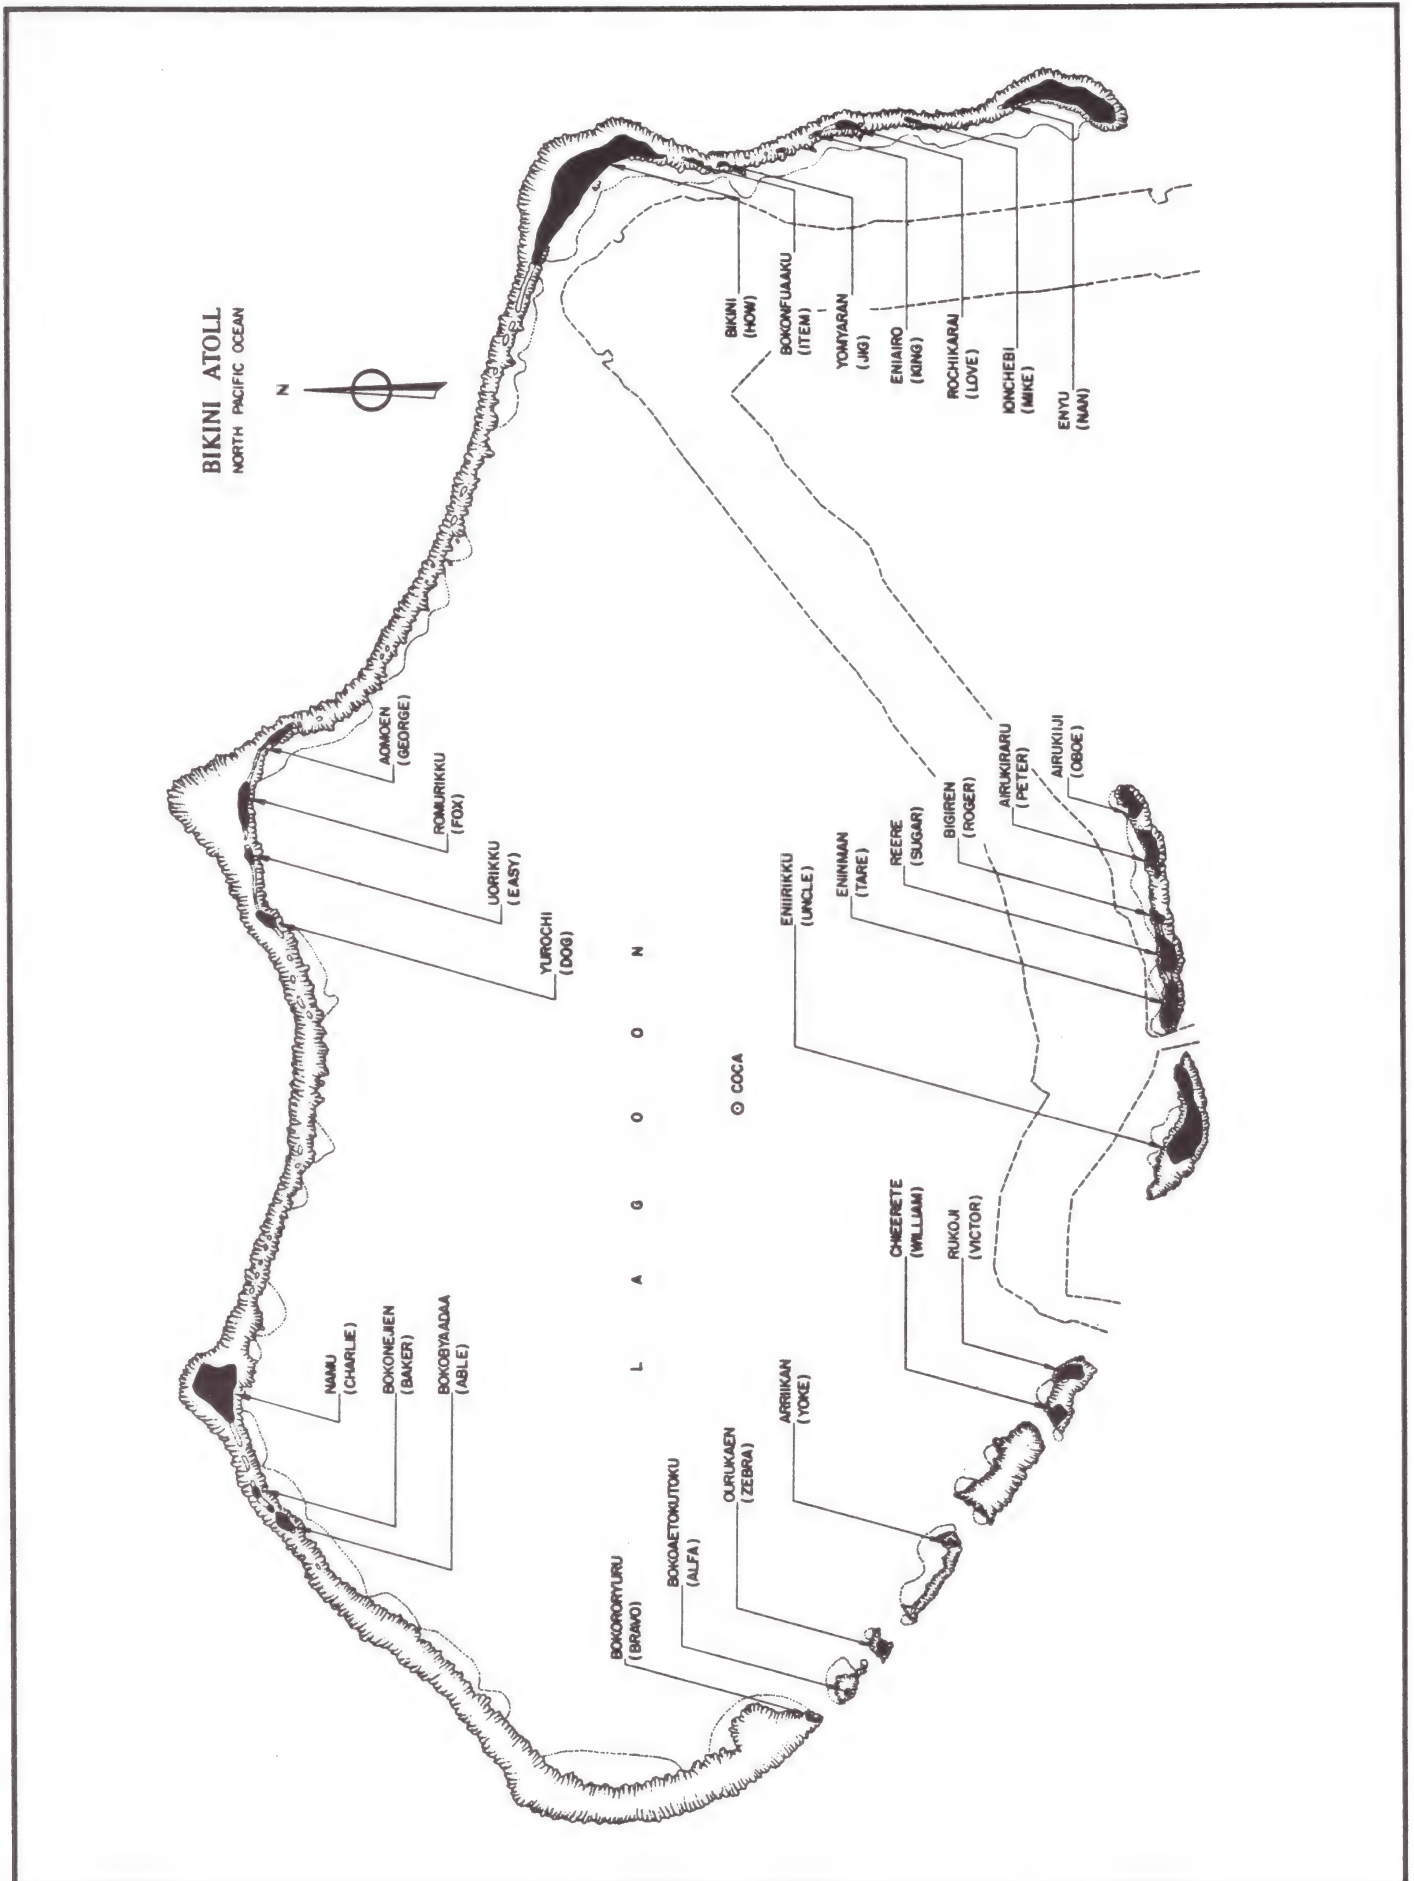 BIKINI ATOLL
NORTH PACIFIC OCEAN
N
NAMU
(CHARLIE)
BOKONEJIEN
(BAKER)
BOKOBYAADAA
(ABLE)
AOMOEN
(GEORGE)
ROMURIKKU
(FOX)
UORIKKU
(EASY)
YUROCHI
(DOG)
LAGOON
COCA
BOKORORYURU
(BRAVO)
BOKOAETOKUTOKU
(ALFA)
OURUKAEN
(ZEBRA)
ARRIIKAN
(YOKE)
CHIEERETE
(WILLIAM)
RUKOJI
(VICTOR)
ENIIRIKKU
(UNCLE)
ENINMAN
(TARE)
REERE
(SUGAR)
BIGIREN
(ROGER)
AIRUKIRARU
(PETER)
AIRUKIIJI
(OBOE)
BIKINI
(HOW)
BOKONFUAAKU
(ITEM)
YOMYARAN
(JIG)
ENIAIRO
(KING)
ROCHIKARAI
(LOVE)
IONCHEBI
(MIKE)
ENYU
(NAN)